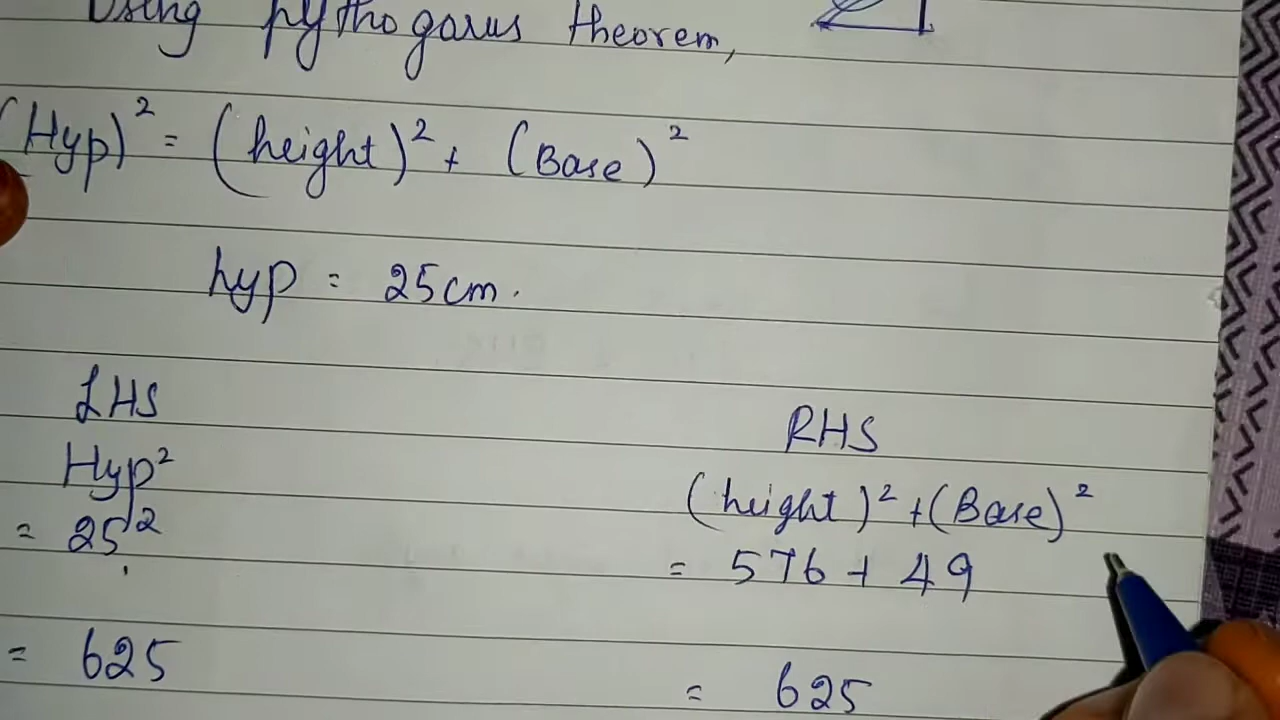 Using pythogarus theorem,
(Hyp)² = (height)² + (Base)²
hyp = 25cm.
LHS
Hyp²
= 25²
= 625
RHS
(height)² + (Base)²
= 576 + 49
= 625